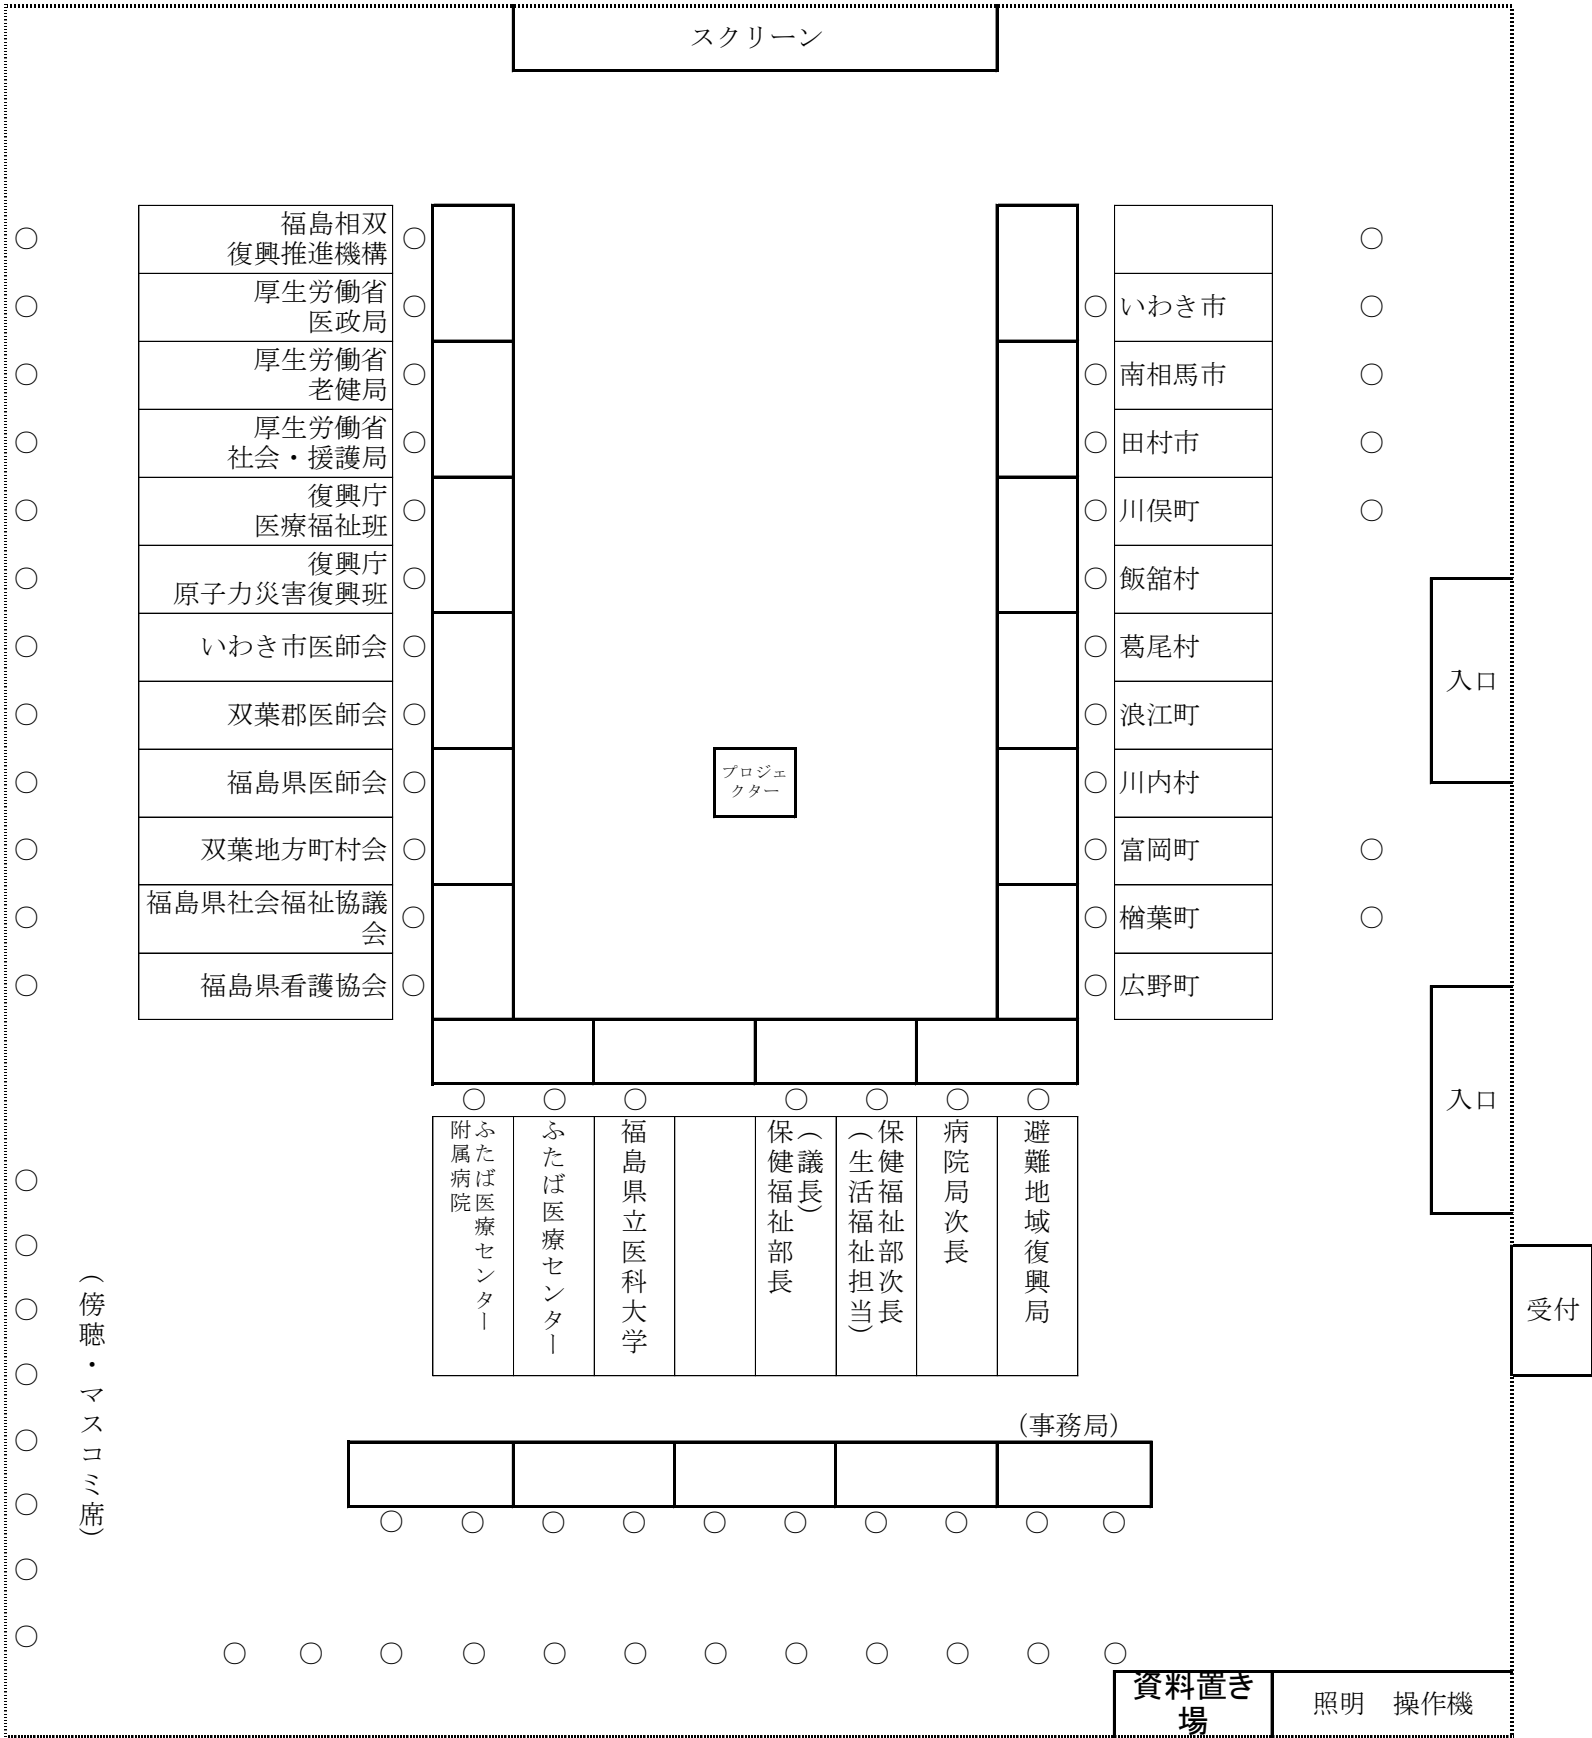 スクリーン
福島相双
復興推進機構
厚生労働省
医政局
厚生労働省
老健局
厚生労働省
社会・援護局
復興庁
医療福祉班
復興庁
原子力災害復興班
いわき市医師会
双葉郡医師会
福島県医師会
双葉地方町村会
福島県社会福祉協議
会
福島県看護協会
プロジェ
クター
いわき市
南相馬市
田村市
川俣町
飯舘村
葛尾村
浪江町
川内村
富岡町
楢葉町
広野町
入口
入口
受付
ふたば医療センター
附属病院
ふたば医療センター
福島県立医科大学
(議長)
保健福祉部長
保健福祉部次長
(生活福祉担当)
病院局次長
避難地域復興局
(傍聴・マスコミ席)
(事務局)
資料置き
場
照明　操作機